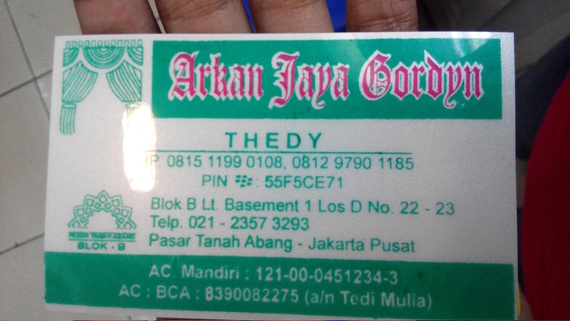 Arkan Jaya Gordyn
THEDY
HP. 0815 1199 0108, 0812 9790 1185
PIN : 55F5CE71
Blok B Lt. Basement 1 Los D No. 22 - 23
Telp. 021 - 2357 3293
Pasar Tanah Abang - Jakarta Pusat
BLOK - B
AC. Mandiri : 121-00-0451234-3
AC : BCA : 8390082275 (a/n Tedi Mulia)